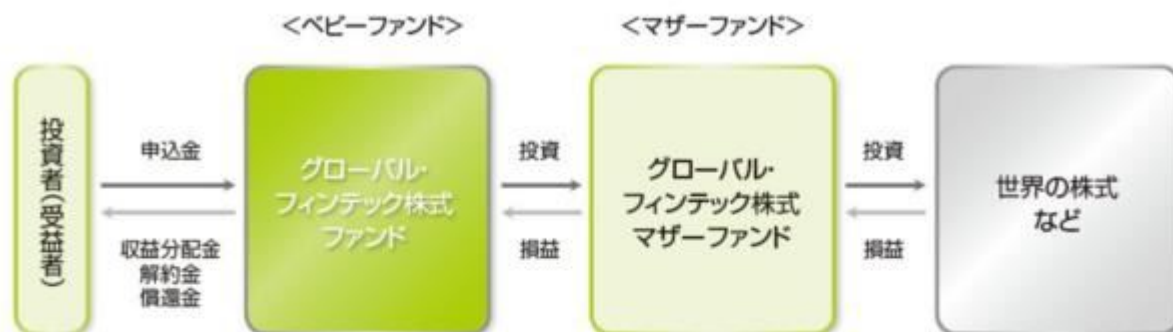 <ベビーファンド>
<マザーファンド>
投資者(受益者)
申込金
収益分配金
解約金
償還金
グローバル・
フィンテック株式
ファンド
投資
損益
グローバル・
フィンテック株式
マザーファンド
投資
損益
世界の株式
など